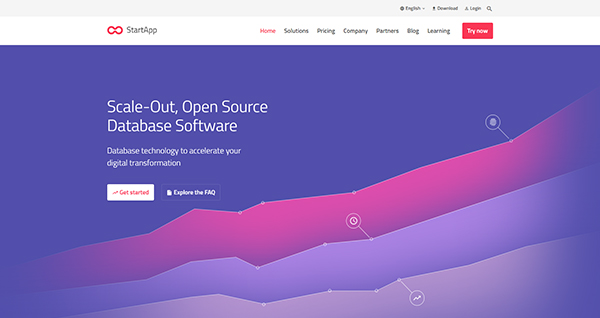 English Download Login
StartApp Home Solutions Pricing Company Partners Blog Learning Try now
Scale-Out, Open Source
Database Software
Database technology to accelerate your
digital transformation
Get started Explore the FAQ